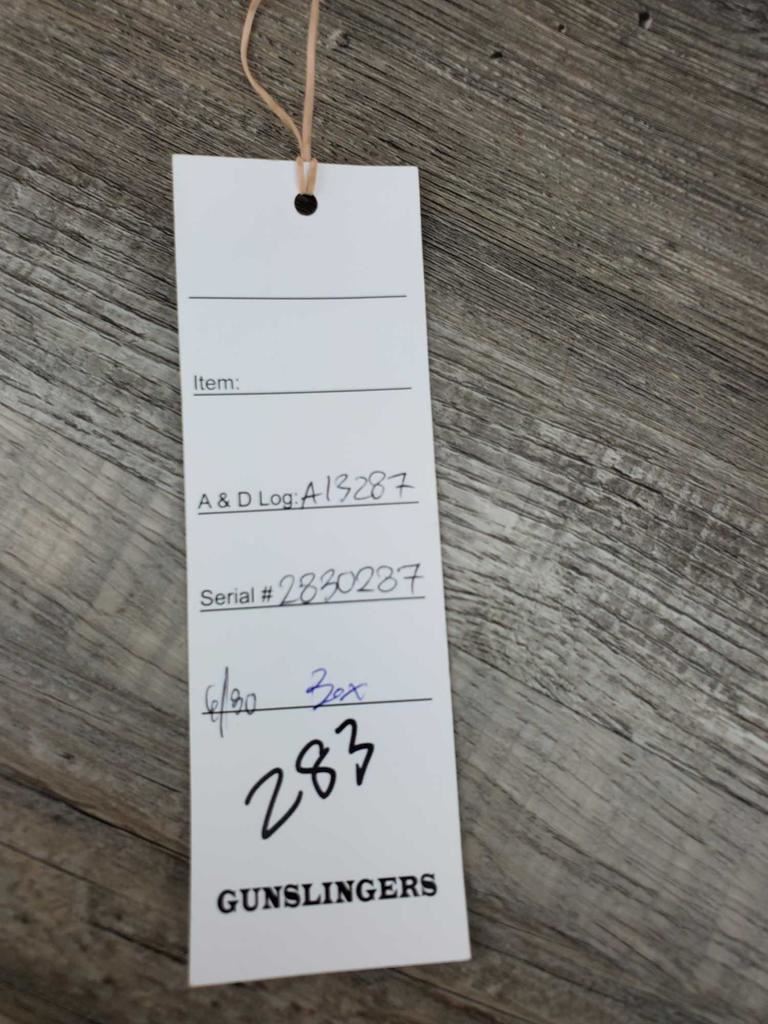 Item:
A & D Log: A13287
Serial # 2830287
6/30 Box
283
GUNSLINGERS